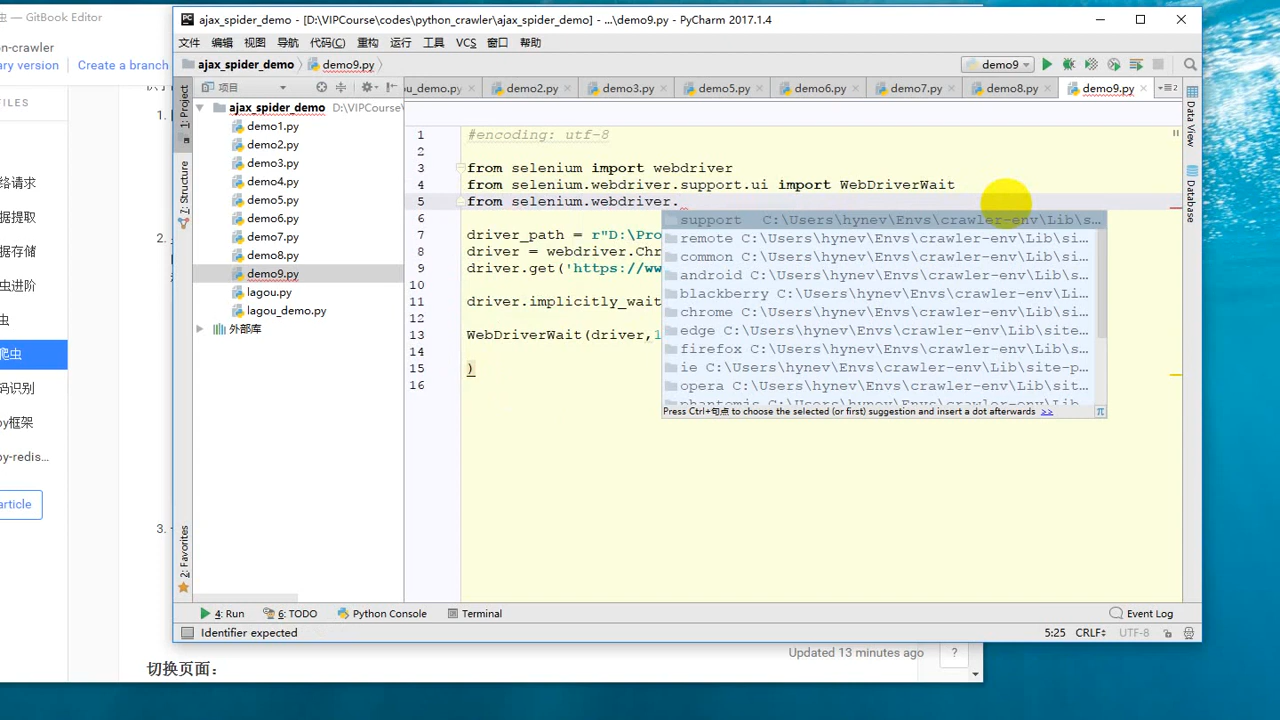 GitBook Editor
ajax_spider_demo - [D:\VIPCourse\codes\python_crawler\ajax_spider_demo] - ...\demo9.py - PyCharm 2017.1.4
文件 编辑 视图 导航 代码(C) 重构 运行 工具 VCS 窗口 帮助
n-crawler
ary version Create a branch
ajax_spider_demo demo9.py demo9
项目
u_demo.py demo2.py demo3.py demo5.py demo6.py demo7.py demo8.py demo9.py
FILES
1: Project
7: Structure
2: Favorites
ajax_spider_demo D:\VIPCourse\
demo1.py
demo2.py
demo3.py
demo4.py
demo5.py
demo6.py
demo7.py
demo8.py
demo9.py
lagou.py
lagou_demo.py
外部库
1 #encoding: utf-8
2
3 from selenium import webdriver
4 from selenium.webdriver.support.ui import WebDriverWait
5 from selenium.webdriver.
6
7 driver_path = r"D:\Pro
8 driver = webdriver.Chr
9 driver.get('https://ww
10
11 driver.implicitly_wait
12
13 WebDriverWait(driver,1
14
15 )
16
support C:\Users\hynev\Envs\crawler-env\Lib\s...
remote C:\Users\hynev\Envs\crawler-env\Lib\si...
common C:\Users\hynev\Envs\crawler-env\Lib\si...
android C:\Users\hynev\Envs\crawler-env\Lib\si...
blackberry C:\Users\hynev\Envs\crawler-env\Li...
chrome C:\Users\hynev\Envs\crawler-env\Lib\si...
edge C:\Users\hynev\Envs\crawler-env\Lib\site...
firefox C:\Users\hynev\Envs\crawler-env\Lib\si...
ie C:\Users\hynev\Envs\crawler-env\Lib\site-p...
opera C:\Users\hynev\Envs\crawler-env\Lib\sit...
Press Ctrl+句点 to choose the selected (or first) suggestion and insert a dot afterwards >>
π
Data View
Database
1.
2.
3.
络请求
据提取
据存储
虫进阶
虫
爬虫
码识别
py框架
y-redis...
article
4: Run 6: TODO Python Console Terminal Event Log
Identifier expected 5:25 CRLF UTF-8
Updated 13 minutes ago ?
切换页面：